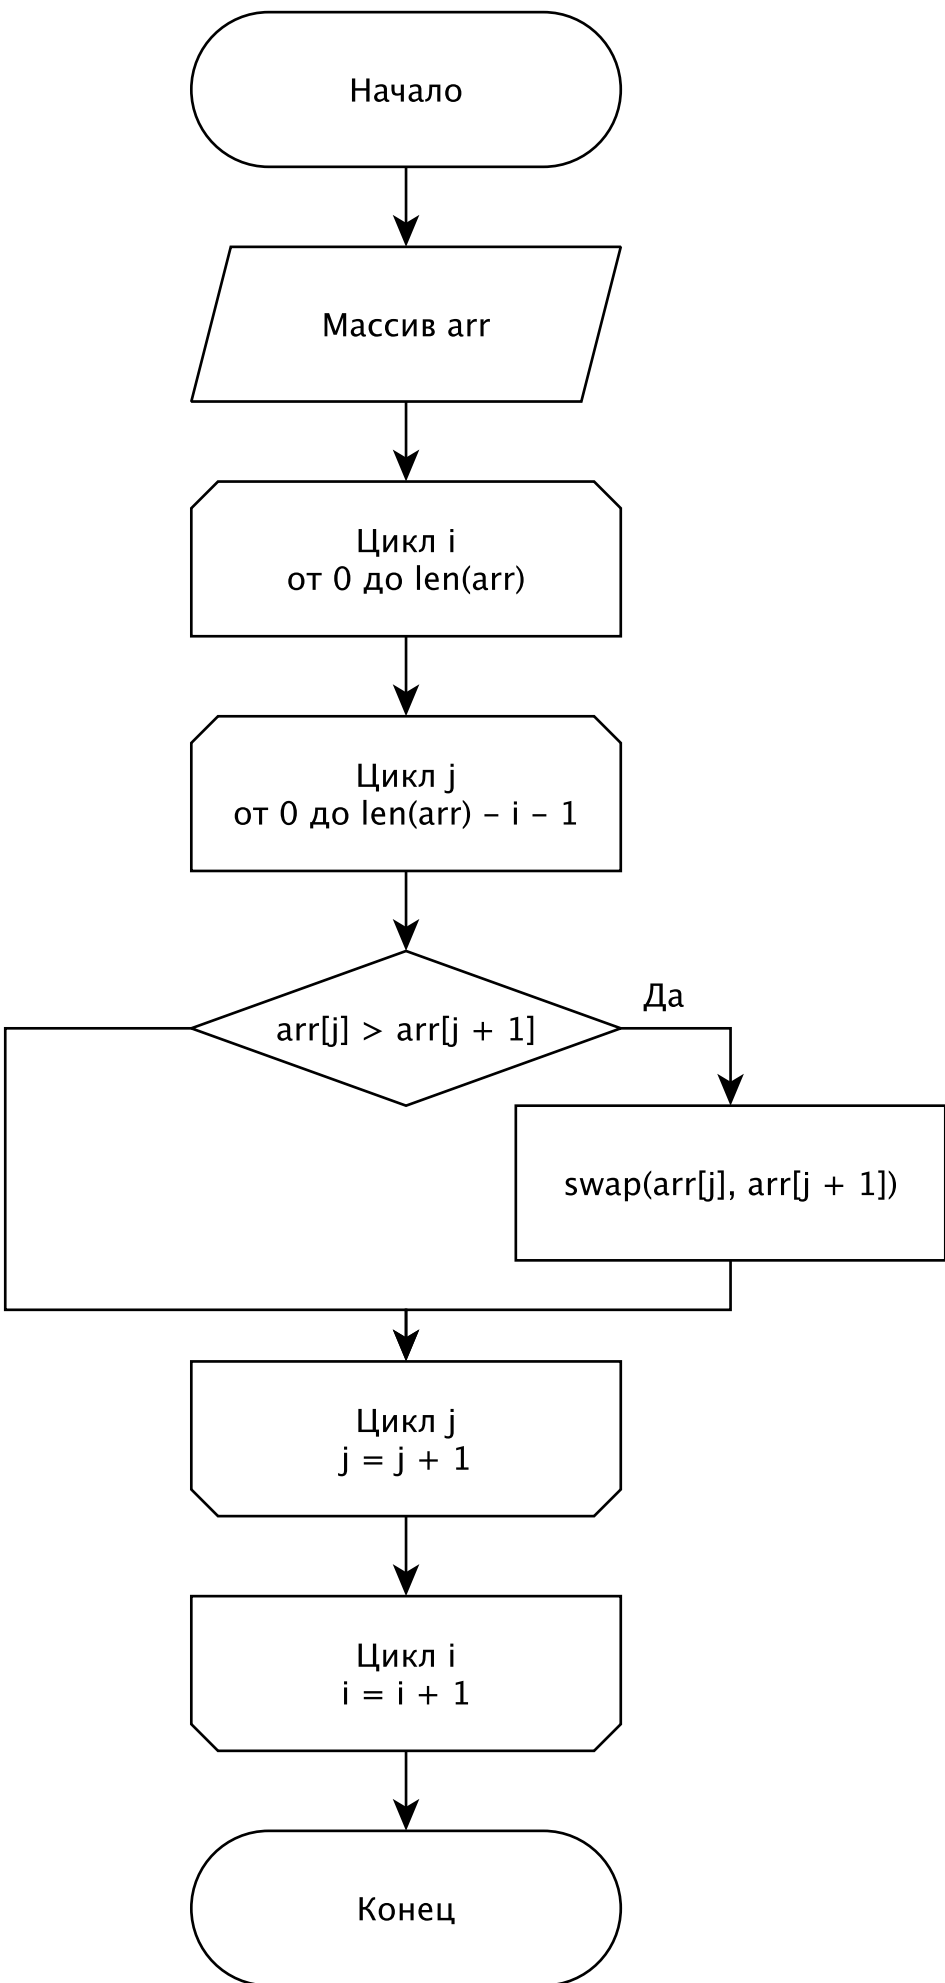 Начало
Массив arr
Цикл i
от 0 до len(arr)
Цикл j
от 0 до len(arr) – i – 1
arr[j] > arr[j + 1]
Да
swap(arr[j], arr[j + 1])
Цикл j
j = j + 1
Цикл i
i = i + 1
Конец